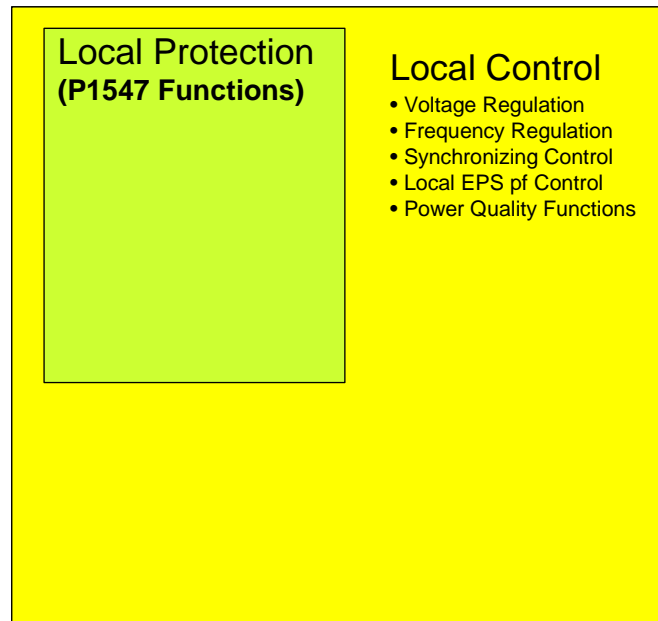 Local Protection
(P1547 Functions)
Local Control
• Voltage Regulation
• Frequency Regulation
• Synchronizing Control
• Local EPS pf Control
• Power Quality Functions